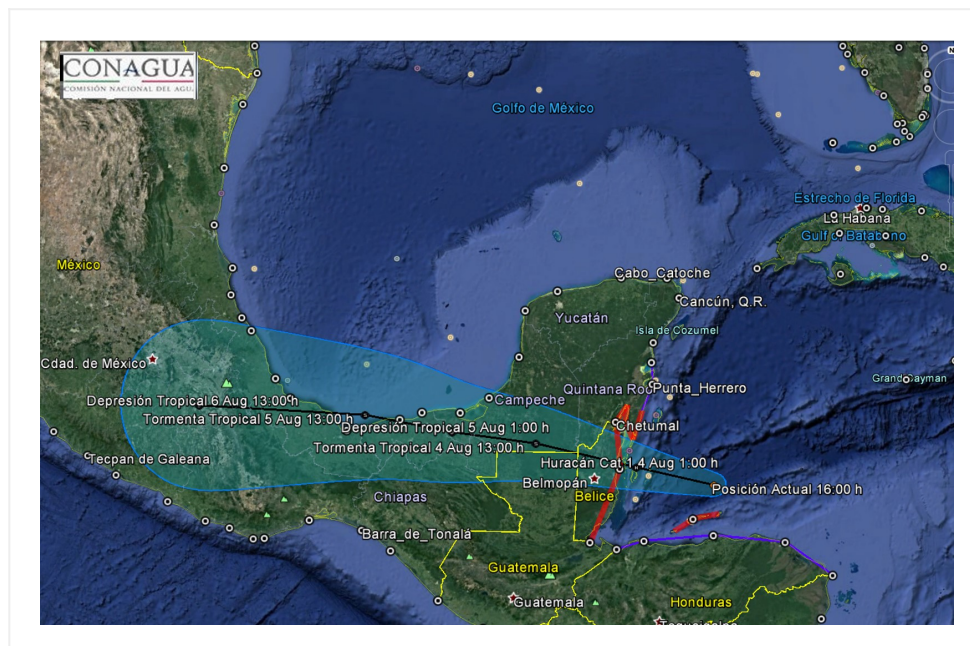 CONAGUA
COMISIÓN NACIONAL DEL AGU
Golfo de México
Estrecho de Florida
La Habana
Gulf of Batabano
México
Cabo_Catoche
Cancún, Q.R.
Yucatán
Isla de Cozumel
Cdad. de México
Grand Cayman
Quintana Roo
Punta_Herrero
Campeche
Depresión Tropical 6 Aug 13:00 h
Tormenta Tropical 5 Aug 13:00 h
Depresión Tropical 5 Aug 1:00 h
Chetumal
Tormenta Tropical 4 Aug 13:00 h
Tecpan de Galeana
Huracán Cat 1,4 Aug 1:00 h
Belmopán
Posición Actual 16:00 h
Chiapas
Belice
Barra_de_Tonalá
Guatemala
Guatemala
Honduras